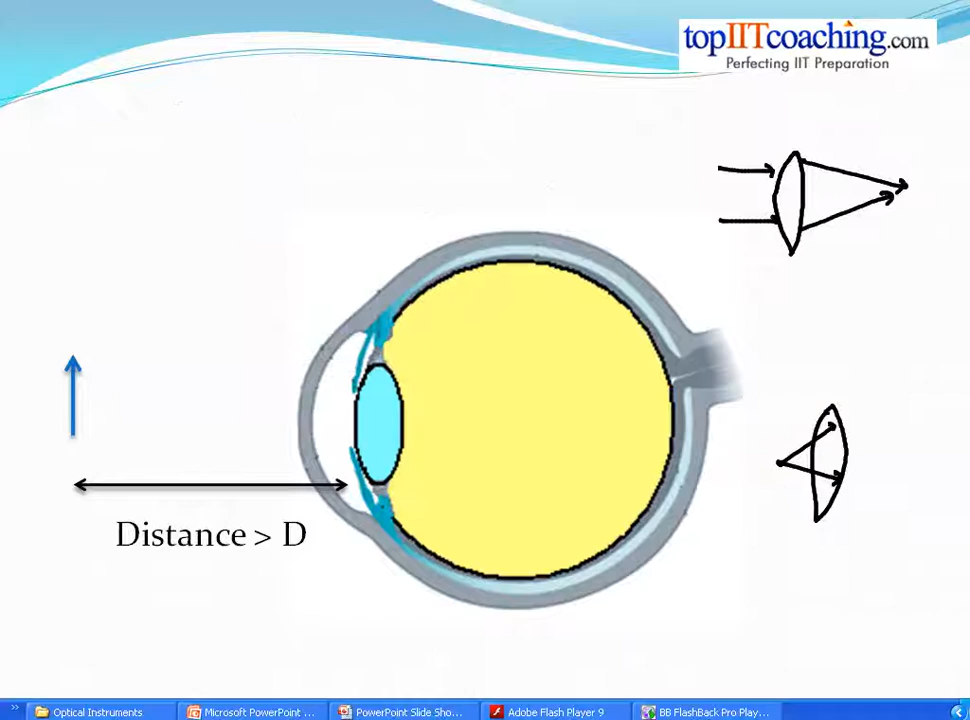 topIITcoaching.com
Perfecting IIT Preparation
Distance > D
Optical Instruments
Microsoft PowerPoint ...
PowerPoint Slide Sho...
Adobe Flash Player 9
BB FlashBack Pro Play...